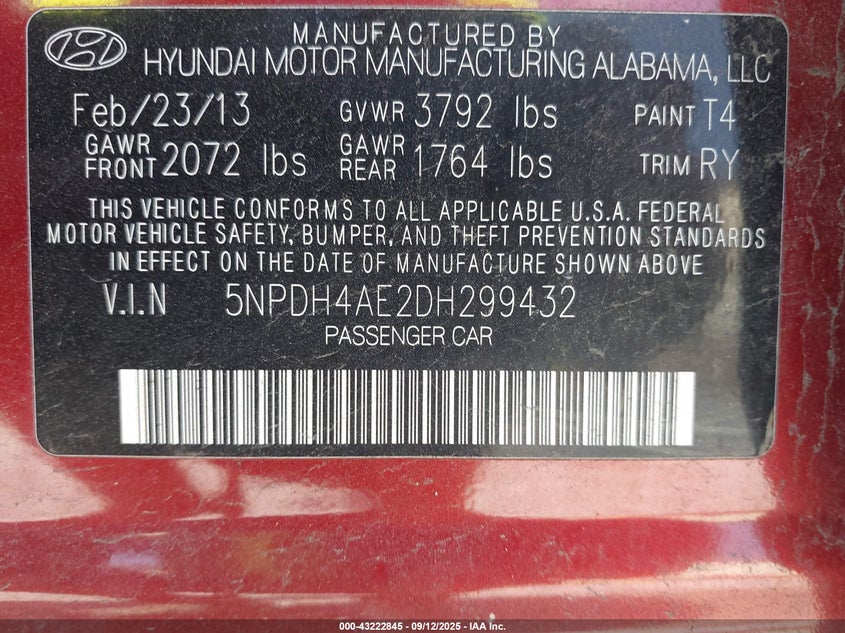 MANUFACTURED BY
HYUNDAI MOTOR MANUFACTURING ALABAMA, LLC
Feb/23/13 GVWR 3792 lbs PAINT T4
GAWR FRONT 2072 lbs GAWR REAR 1764 lbs TRIM RY
THIS VEHICLE CONFORMS TO ALL APPLICABLE U.S.A. FEDERAL
MOTOR VEHICLE SAFETY, BUMPER, AND THEFT PREVENTION STANDARDS
IN EFFECT ON THE DATE OF MANUFACTURE SHOWN ABOVE
V.I.N 5NPDH4AE2DH299432
PASSENGER CAR
000-43222845 - 09/12/2025 - IAA Inc.